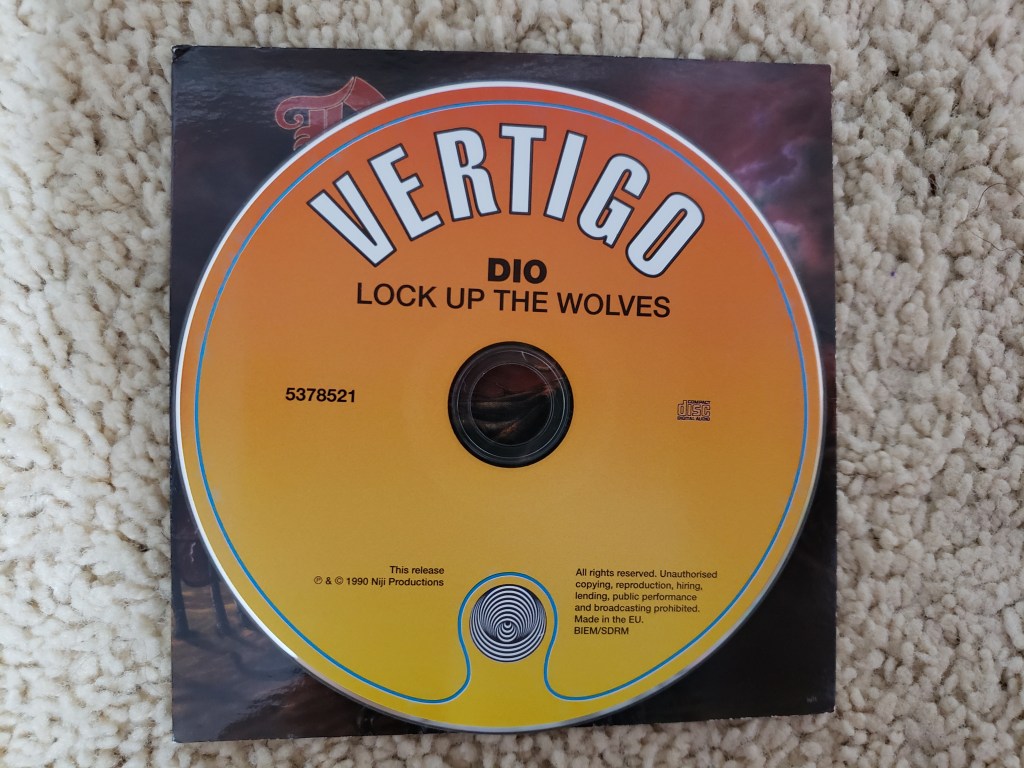 VERTIGO
DIO
LOCK UP THE WOLVES
5378521
COMPACT
disc
DIGITAL AUDIO
This release
℗ & © 1990 Niji Productions
All rights reserved. Unauthorised
copying, reproduction, hiring,
lending, public performance
and broadcasting prohibited.
Made in the EU.
BIEM/SDRM